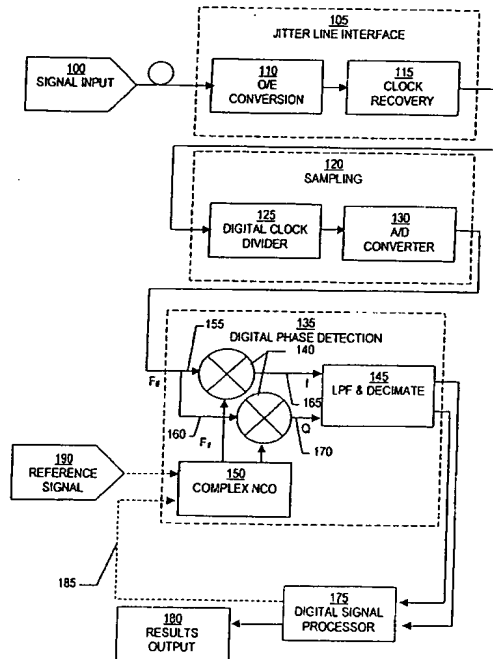 105
JITTER LINE INTERFACE
100
SIGNAL INPUT
110
O/E
CONVERSION
115
CLOCK
RECOVERY
120
SAMPLING
125
DIGITAL CLOCK
DIVIDER
130
A/D
CONVERTER
135
DIGITAL PHASE DETECTION
155
140
I
145
LPF & DECIMATE
165
160
Q
170
190
REFERENCE
SIGNAL
150
COMPLEX NCO
185
175
DIGITAL SIGNAL
PROCESSOR
180
RESULTS
OUTPUT